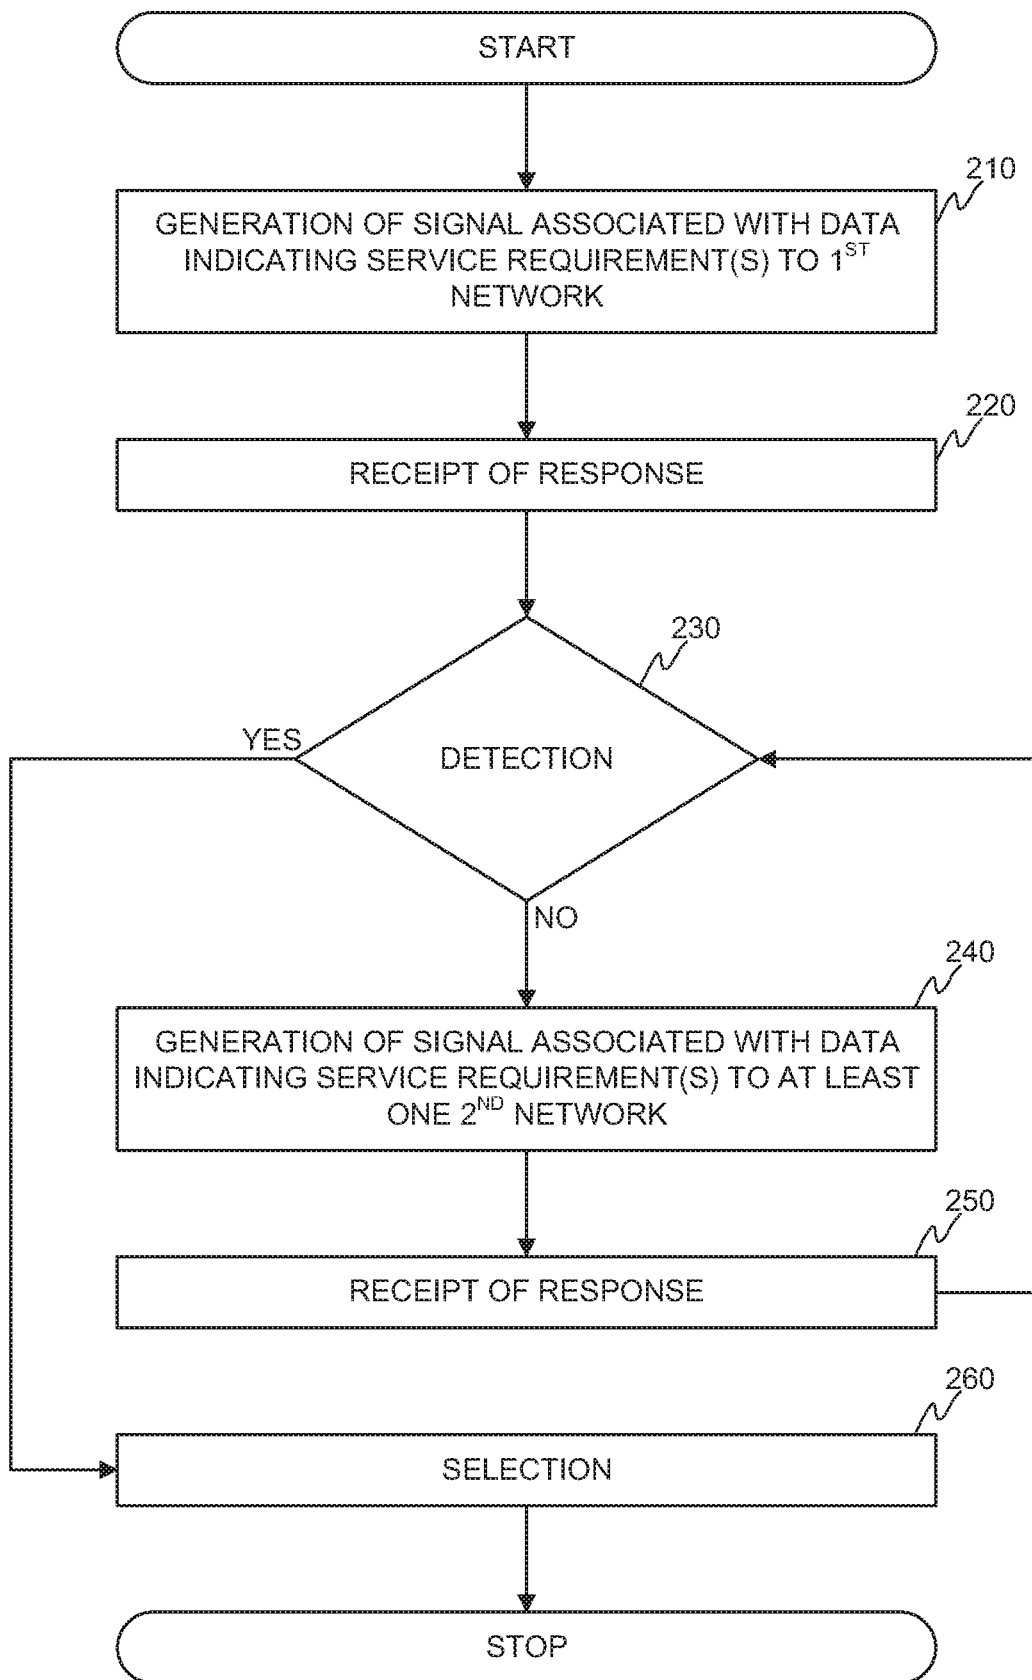 START
210
GENERATION OF SIGNAL ASSOCIATED WITH DATA
INDICATING SERVICE REQUIREMENT(S) TO 1ST
NETWORK
220
RECEIPT OF RESPONSE
230
YES
DETECTION
NO
240
GENERATION OF SIGNAL ASSOCIATED WITH DATA
INDICATING SERVICE REQUIREMENT(S) TO AT LEAST
ONE 2ND NETWORK
250
RECEIPT OF RESPONSE
260
SELECTION
STOP